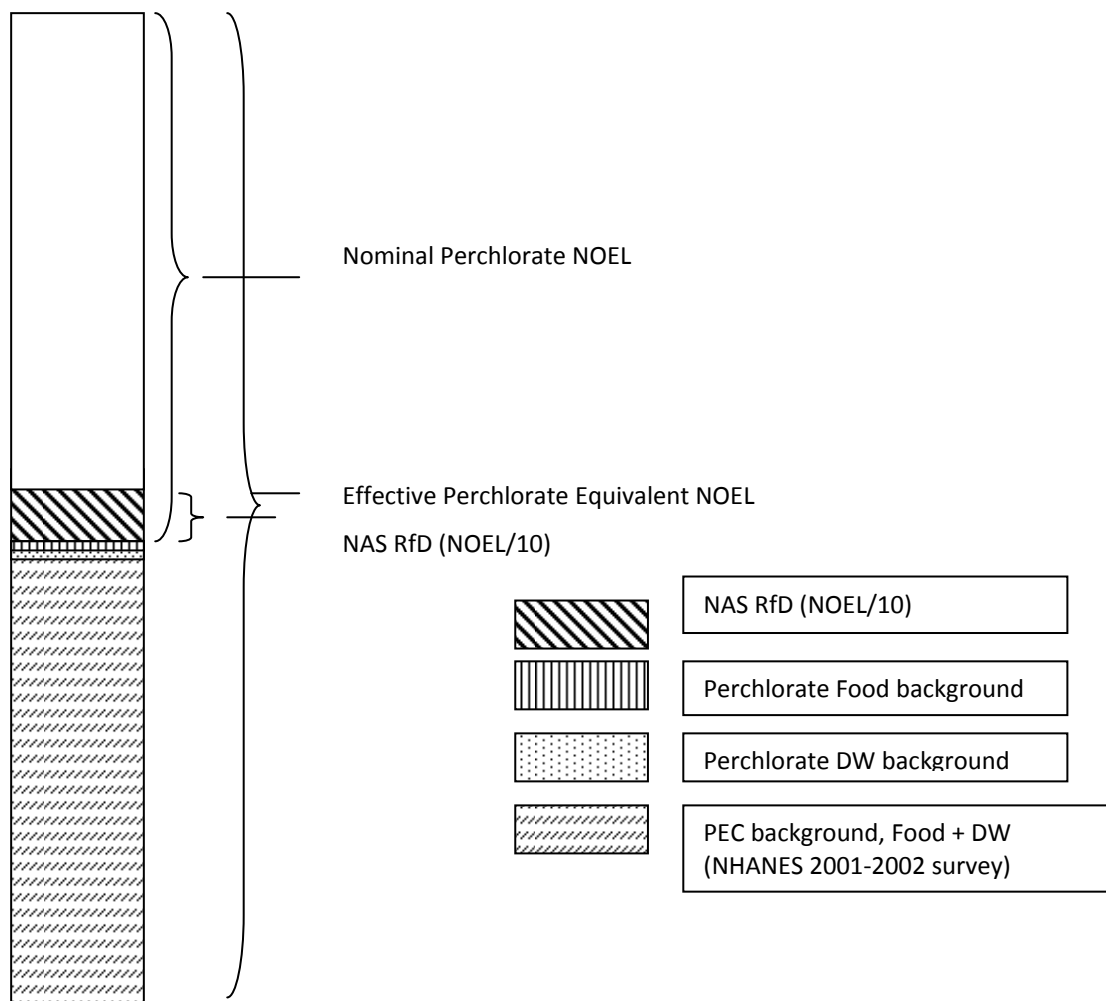 Nominal Perchlorate NOEL
Effective Perchlorate Equivalent NOEL
NAS RfD (NOEL/10)
NAS RfD (NOEL/10)
Perchlorate Food background
Perchlorate DW background
PEC background, Food + DW
(NHANES 2001-2002 survey)